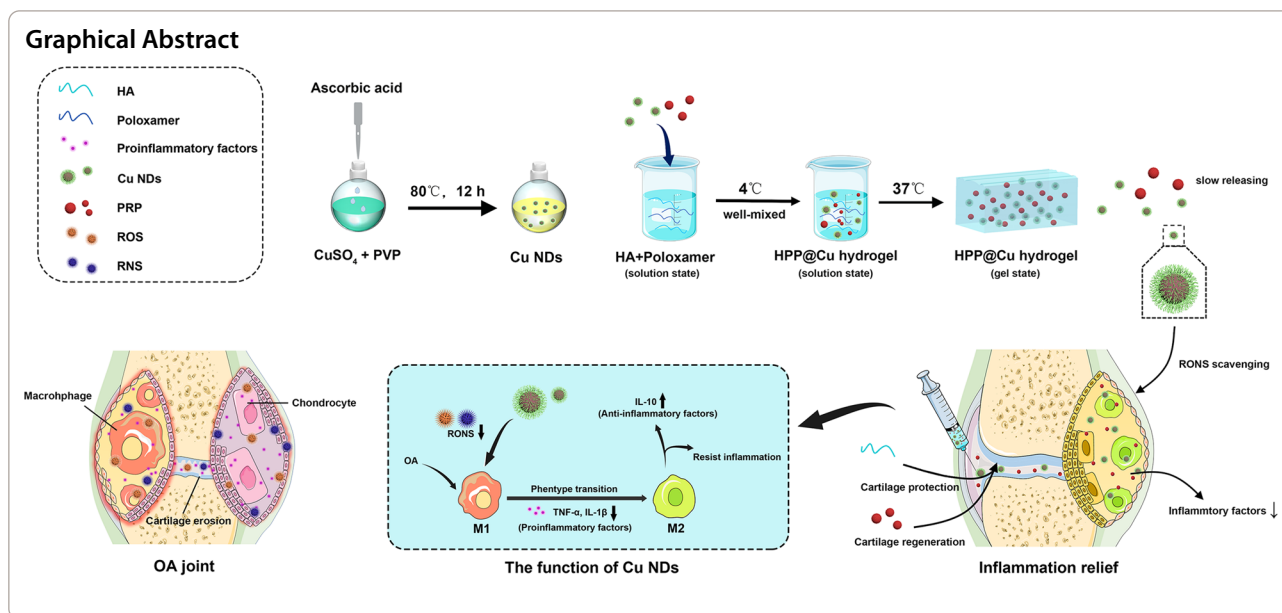 Graphical Abstract
HA
Poloxamer
Proinflammatory factors
Cu NDs
PRP
ROS
RNS
Ascorbic acid
CuSO₄ + PVP
80℃, 12 h
Cu NDs
HA+Poloxamer
(solution state)
4℃
well-mixed
HPP@Cu hydrogel
(solution state)
37℃
HPP@Cu hydrogel
(gel state)
slow releasing
RONS scavenging
Macrohphage
Chondrocyte
Cartilage erosion
OA joint
RONS
OA
M1
Phentype transition
TNF-α, IL-1β
(Proinflammatory factors)
M2
IL-10
(Anti-inflammatory factors)
Resist inflammation
The function of Cu NDs
Cartilage protection
Cartilage regeneration
Inflammtory factors ↓
Inflammation relief